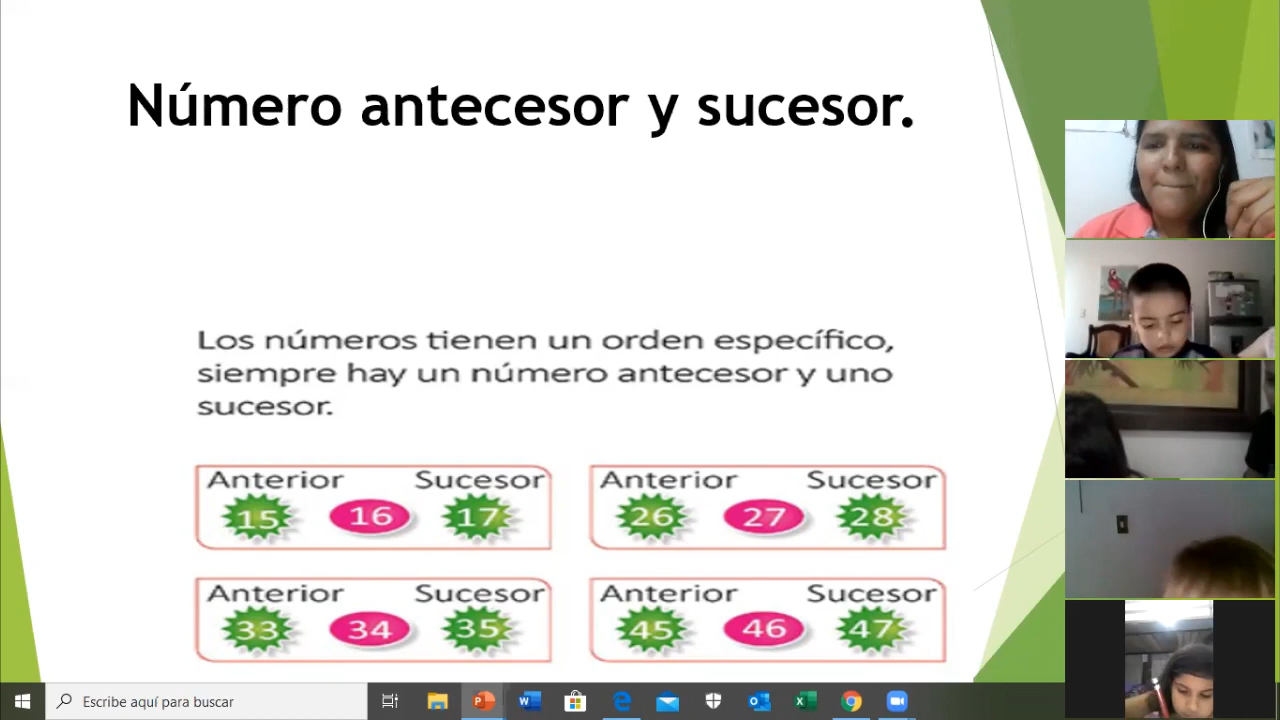 Número antecesor y sucesor.
Los números tienen un orden específico,
siempre hay un número antecesor y uno
sucesor.
Anterior Sucesor
15 16 17
Anterior Sucesor
26 27 28
Anterior Sucesor
33 34 35
Anterior Sucesor
45 46 47
Escribe aquí para buscar